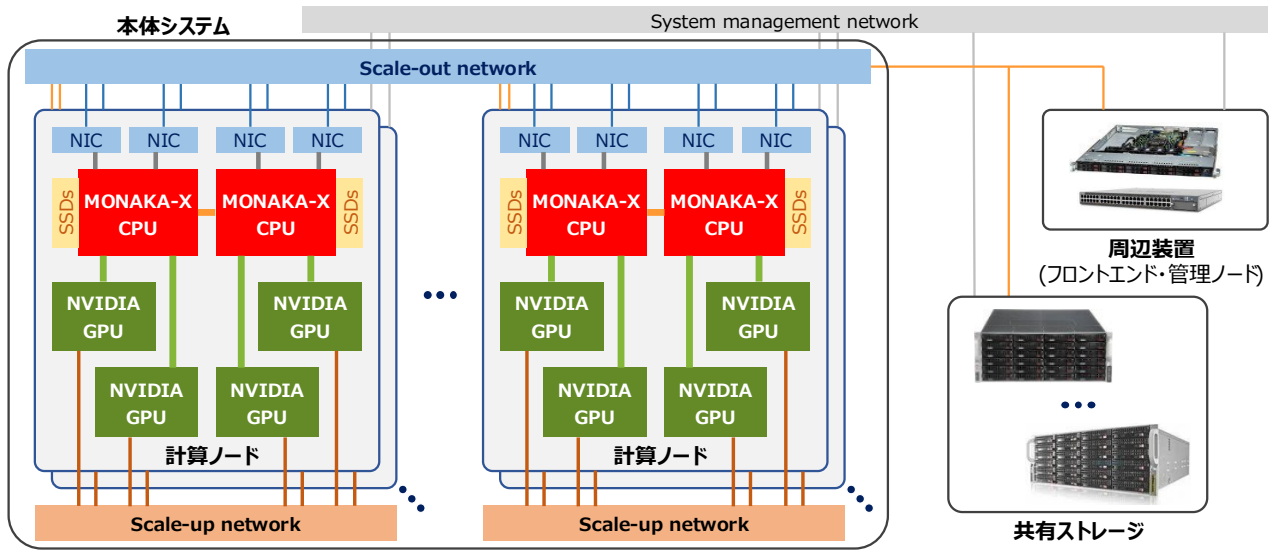 本体システム
System management network
Scale-out network
NIC
NIC
NIC
NIC
SSDs
MONAKA-X
CPU
MONAKA-X
CPU
SSDs
NVIDIA
GPU
NVIDIA
GPU
NVIDIA
GPU
NVIDIA
GPU
計算ノード
Scale-up network
NIC
NIC
NIC
NIC
SSDs
MONAKA-X
CPU
MONAKA-X
CPU
SSDs
NVIDIA
GPU
NVIDIA
GPU
NVIDIA
GPU
NVIDIA
GPU
計算ノード
Scale-up network
周辺装置
(フロントエンド・管理ノード)
共有ストレージ